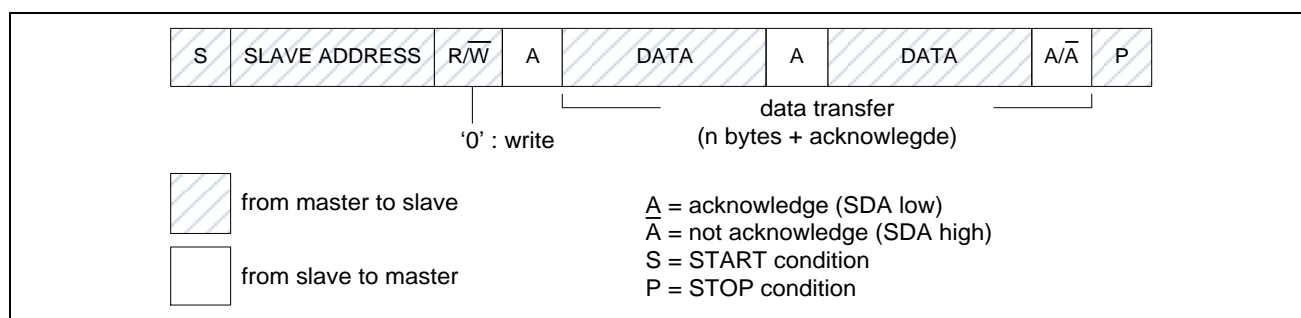 S SLAVE ADDRESS R/W̅ A DATA A DATA A/A̅ P
data transfer
(n bytes + acknowlegde)
‘0’ : write
from master to slave
from slave to master
A = acknowledge (SDA low)
A̅ = not acknowledge (SDA high)
S = START condition
P = STOP condition